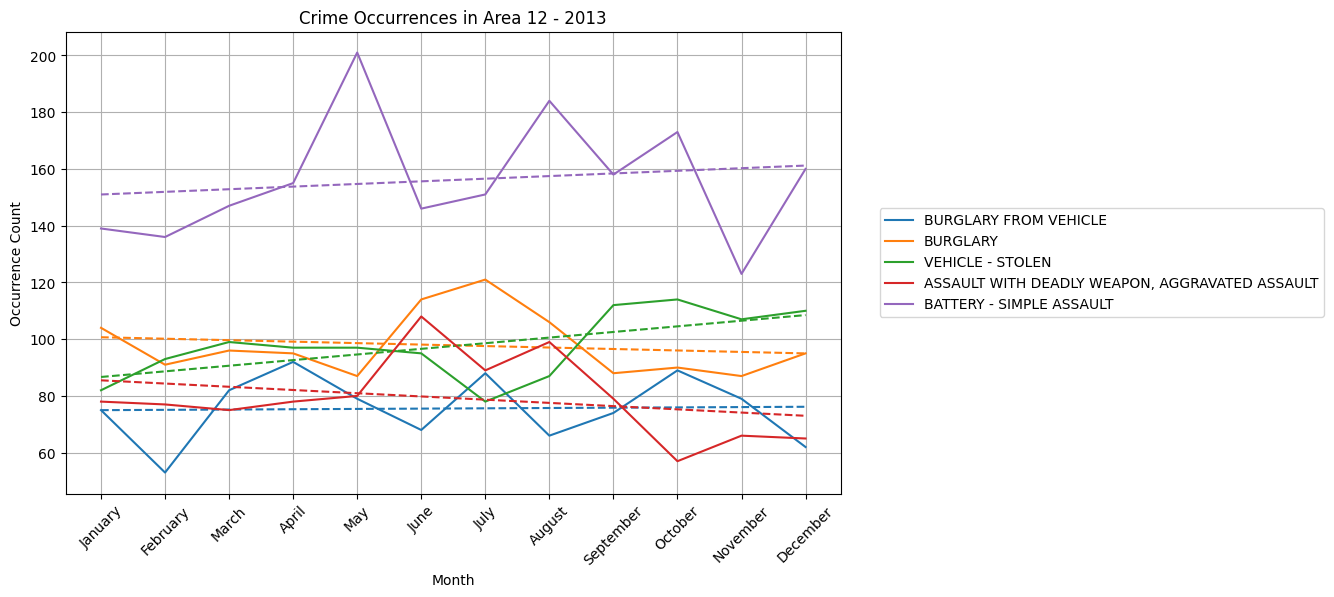 Crime Occurrences in Area 12 - 2013
Occurrence Count
200
180
160
140
120
100
80
60
January
February
March
April
May
June
July
August
September
October
November
December
Month
BURGLARY FROM VEHICLE
BURGLARY
VEHICLE - STOLEN
ASSAULT WITH DEADLY WEAPON, AGGRAVATED ASSAULT
BATTERY - SIMPLE ASSAULT